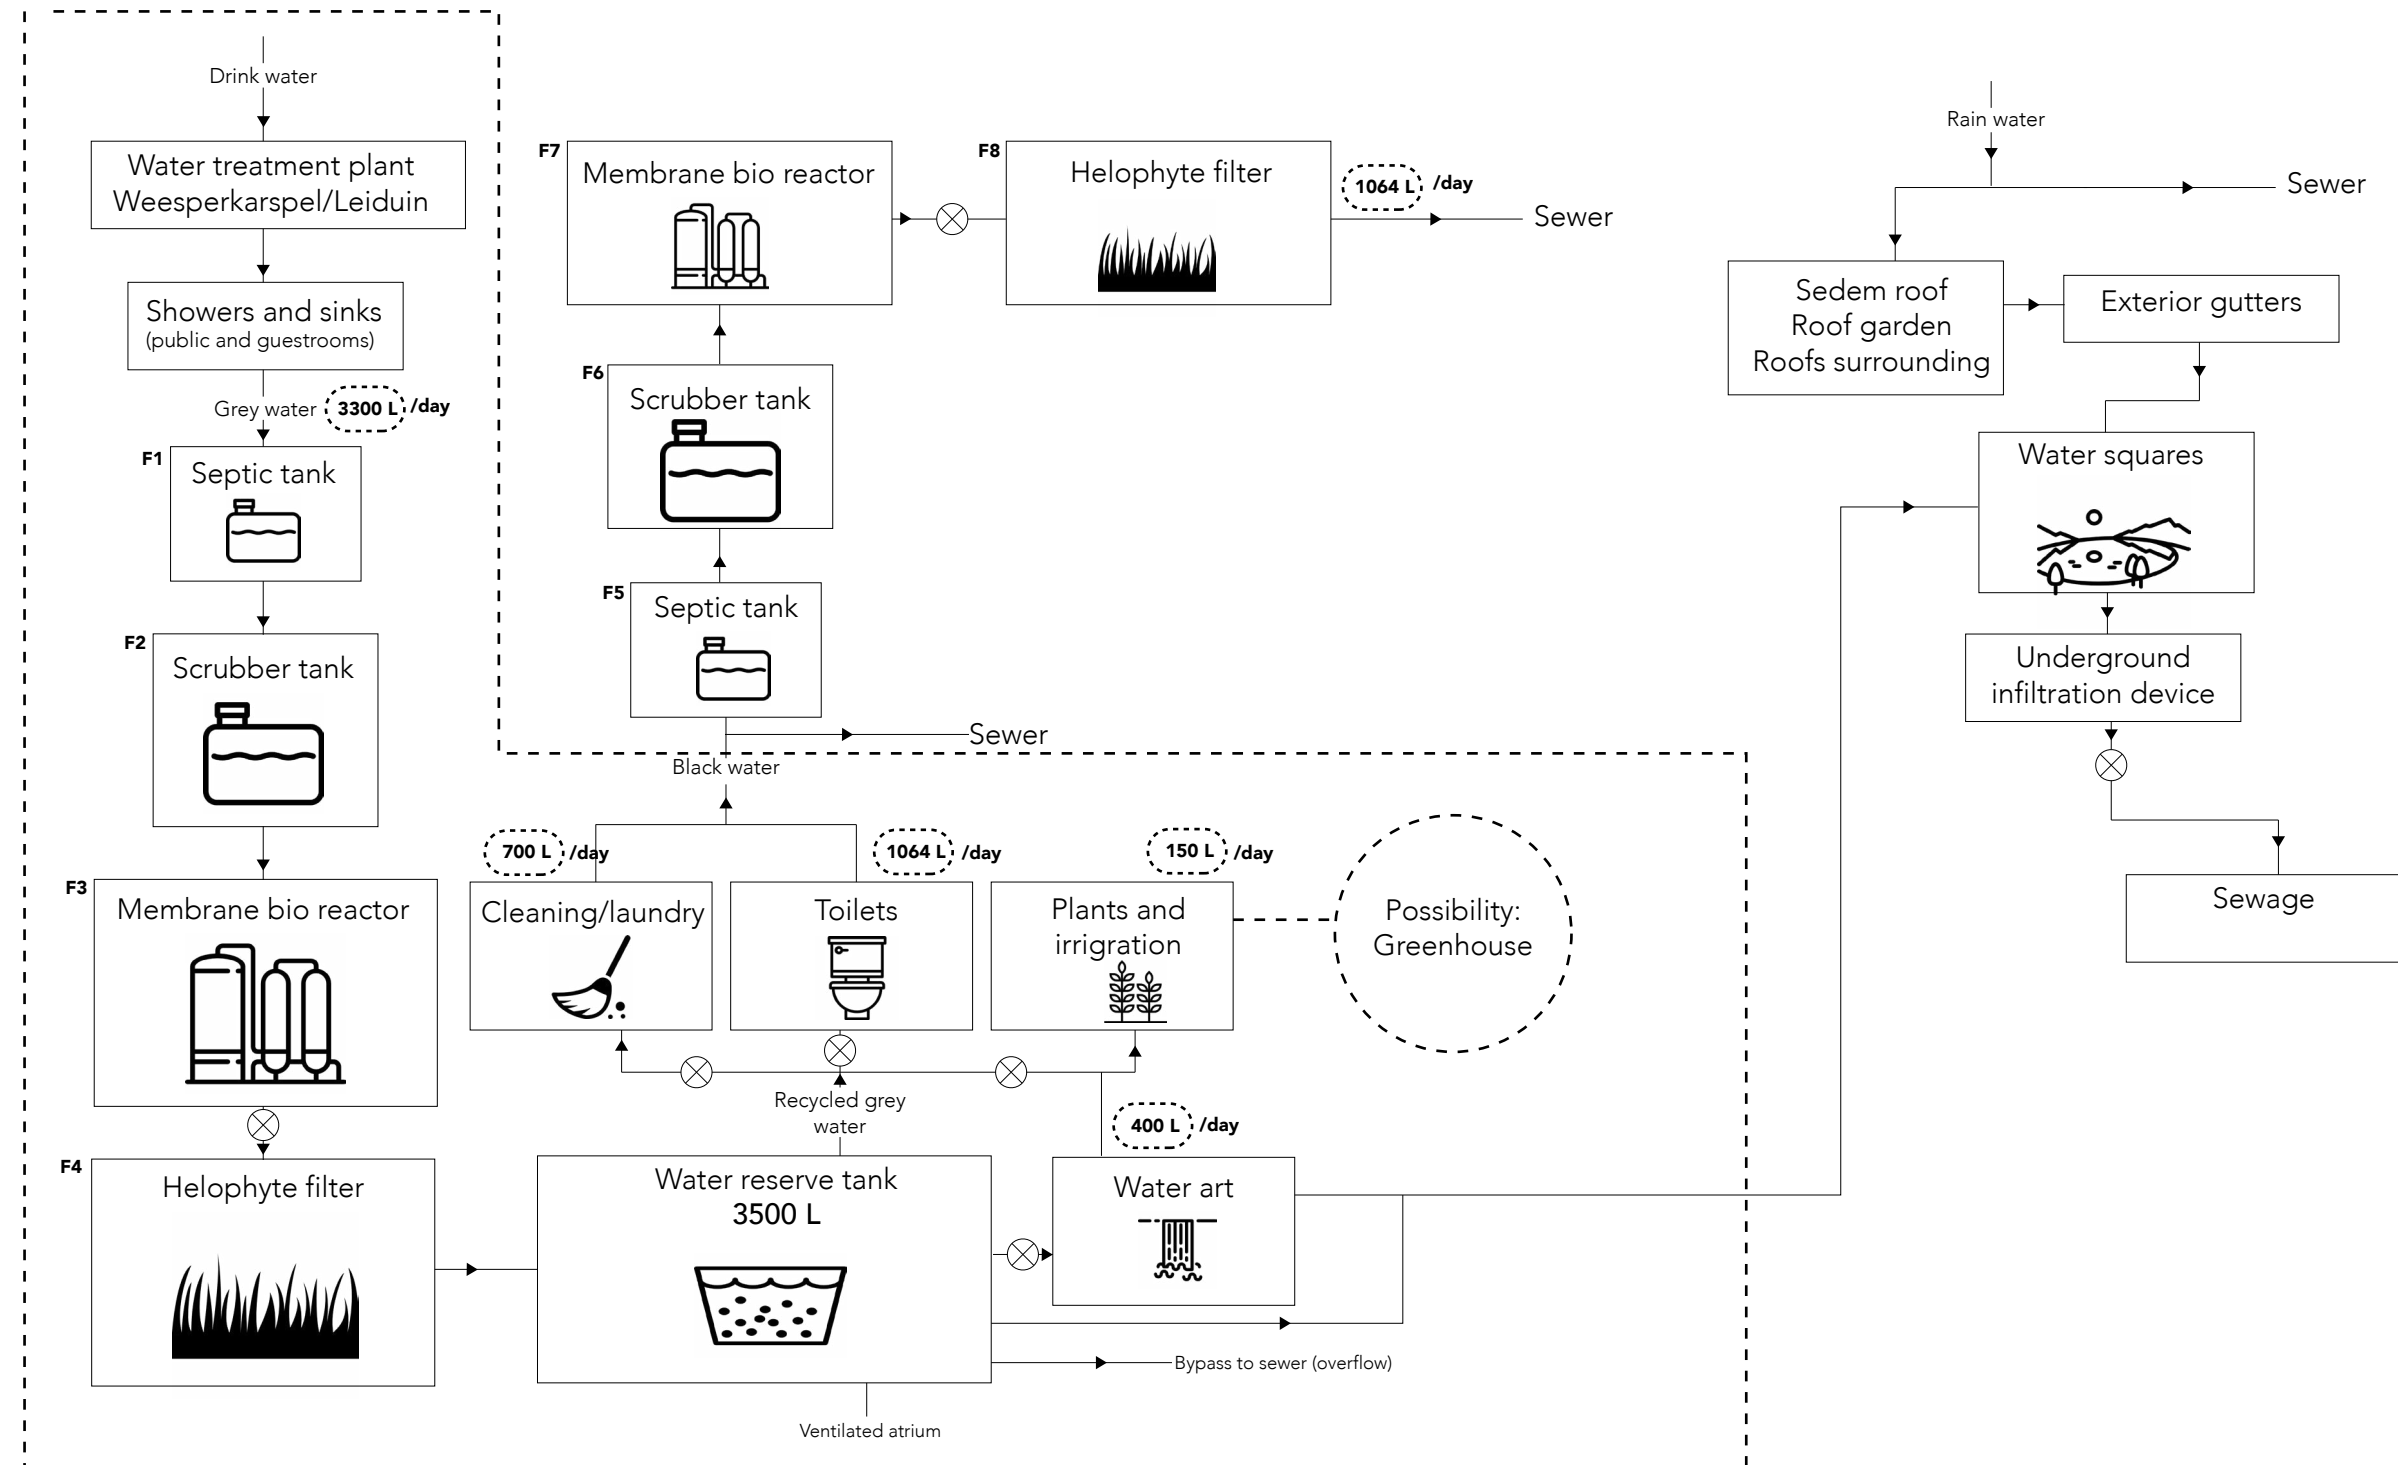 Drink water
Water treatment plant
Weesperkarspel/Leiduin
Showers and sinks
(public and guestrooms)
Grey water
3300 L /day
F1
Septic tank
F2
Scrubber tank
F3
Membrane bio reactor
F4
Helophyte filter
F7
Membrane bio reactor
F8
Helophyte filter
1064 L /day
Sewer
F6
Scrubber tank
F5
Septic tank
Sewer
Black water
700 L /day
Cleaning/laundry
1064 L /day
Toilets
150 L /day
Plants and
irrigration
Possibility:
Greenhouse
Recycled grey
water
400 L /day
Water reserve tank
3500 L
Water art
Bypass to sewer (overflow)
Ventilated atrium
Rain water
Sewer
Sedem roof
Roof garden
Roofs surrounding
Exterior gutters
Water squares
Underground
infiltration device
Sewage